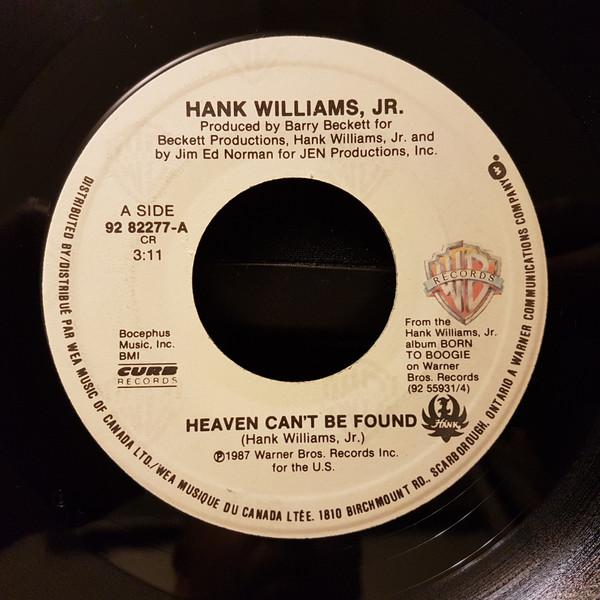 HANK WILLIAMS, JR.
Produced by Barry Beckett for
Beckett Productions, Hank Williams, Jr. and
by Jim Ed Norman for JEN Productions, Inc.
A SIDE
92 82277-A
CR
3:11
RECORDS
Bocephus
Music, Inc.
BMI
CURB
RECORDS
From the
Hank Williams, Jr.
album BORN
TO BOOGIE
on Warner
Bros. Records
(92 55931/4)
HEAVEN CAN'T BE FOUND
HANK
(Hank Williams, Jr.)
℗1987 Warner Bros. Records Inc.
for the U.S.
DISTRIBUTED BY/DISTRIBUÉ PAR WEA MUSIC OF CANADA LTD./WEA MUSIQUE DU CANADA LTÉE. 1810 BIRCHMOUNT RD., SCARBOROUGH, ONTARIO A WARNER COMMUNICATIONS COMPANY